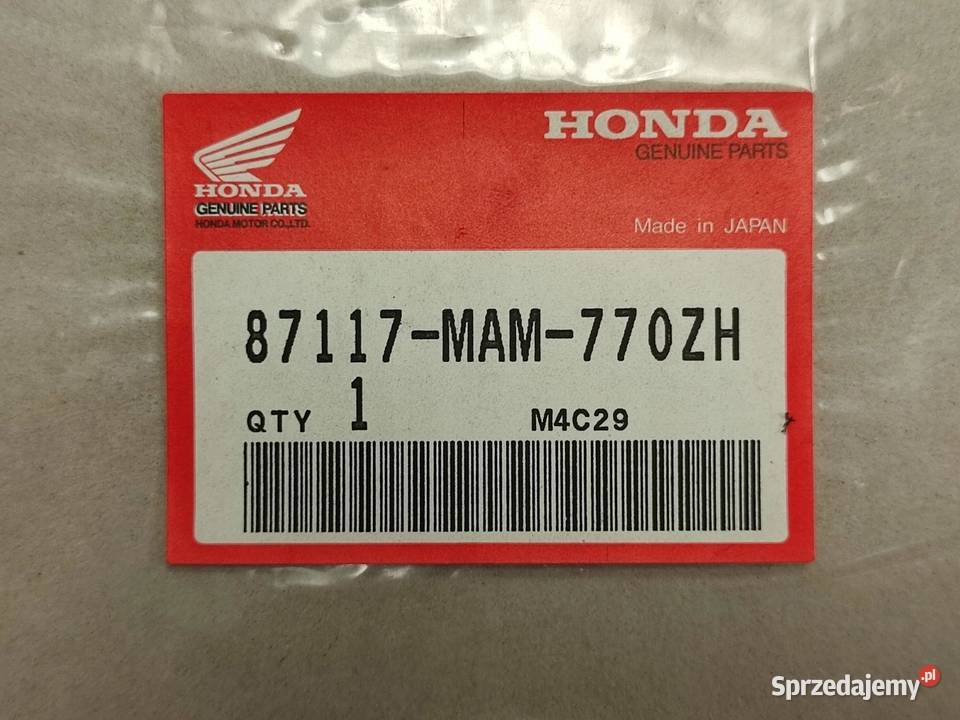 HONDA
GENUINE PARTS
HONDA MOTOR CO.,LTD.
HONDA
GENUINE PARTS
Made in JAPAN
87117-MAM-770ZH
QTY 1 M4C29
Sprzedajemy.pl